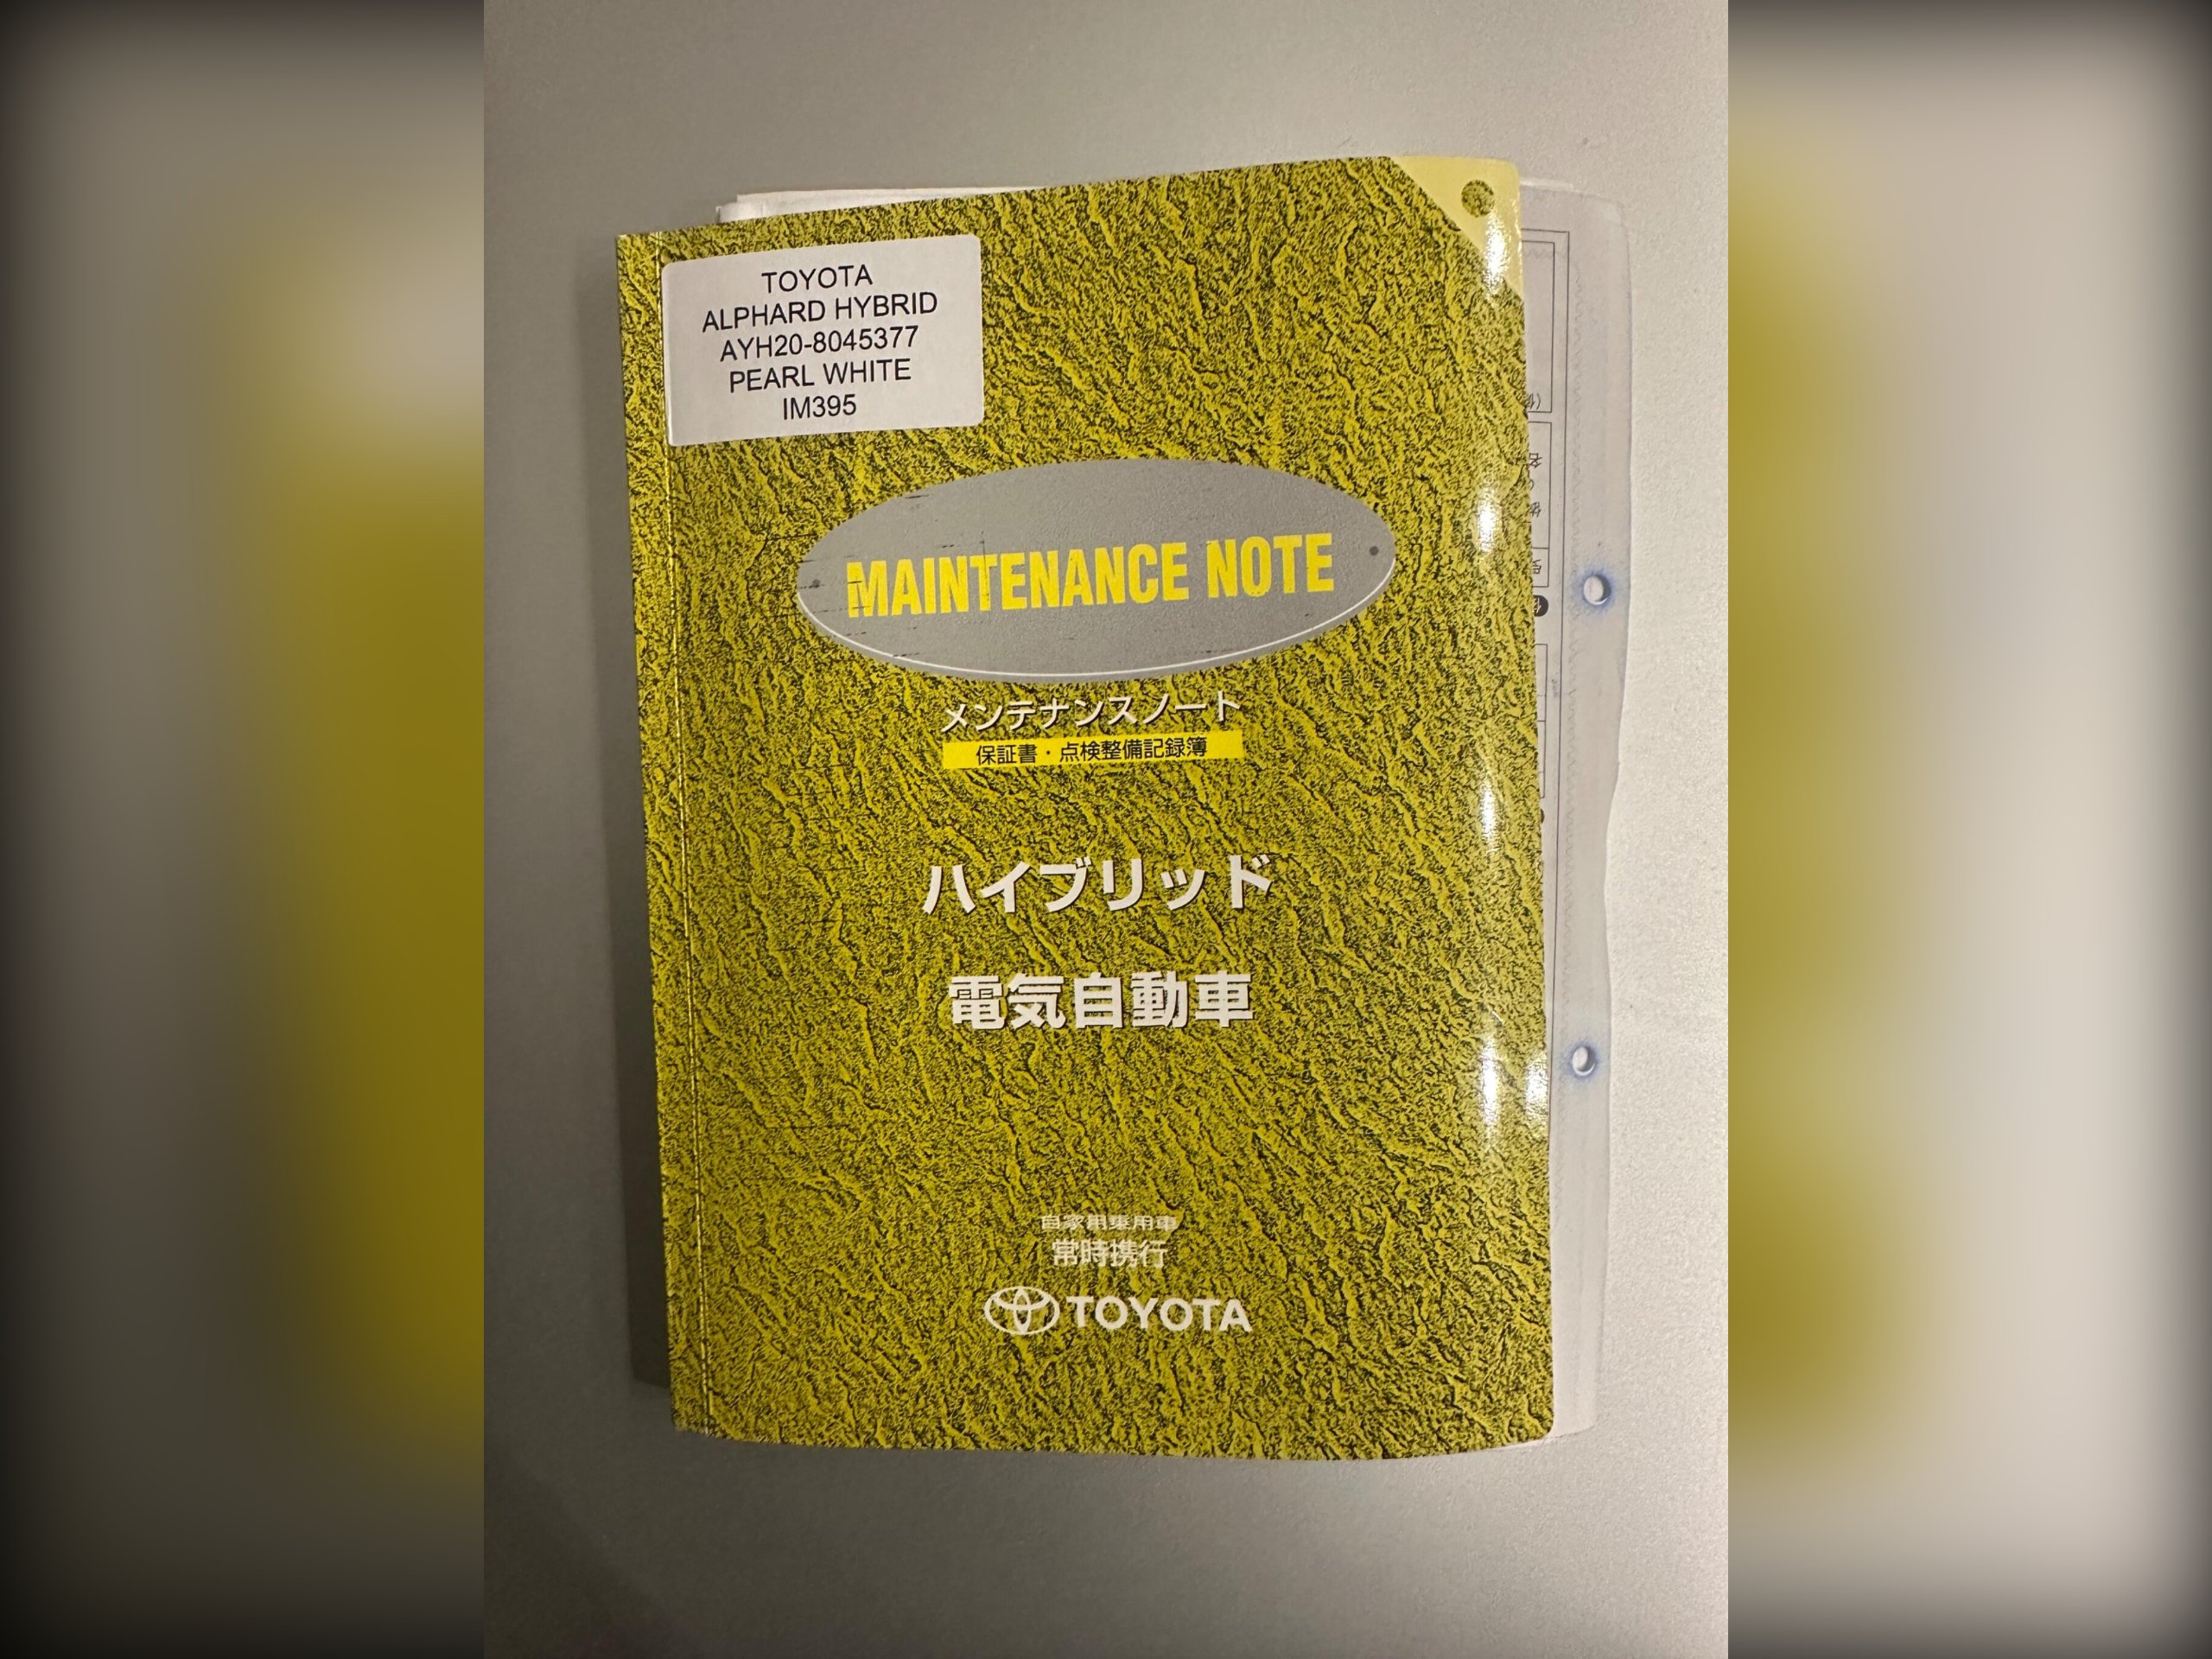 TOYOTA
ALPHARD HYBRID
AYH20-8045377
PEARL WHITE
IM395
MAINTENANCE NOTE
メンテナンスノート
保証書・点検整備記録簿
ハイブリッド
電気自動車
自家用乗用車
常時携行
TOYOTA